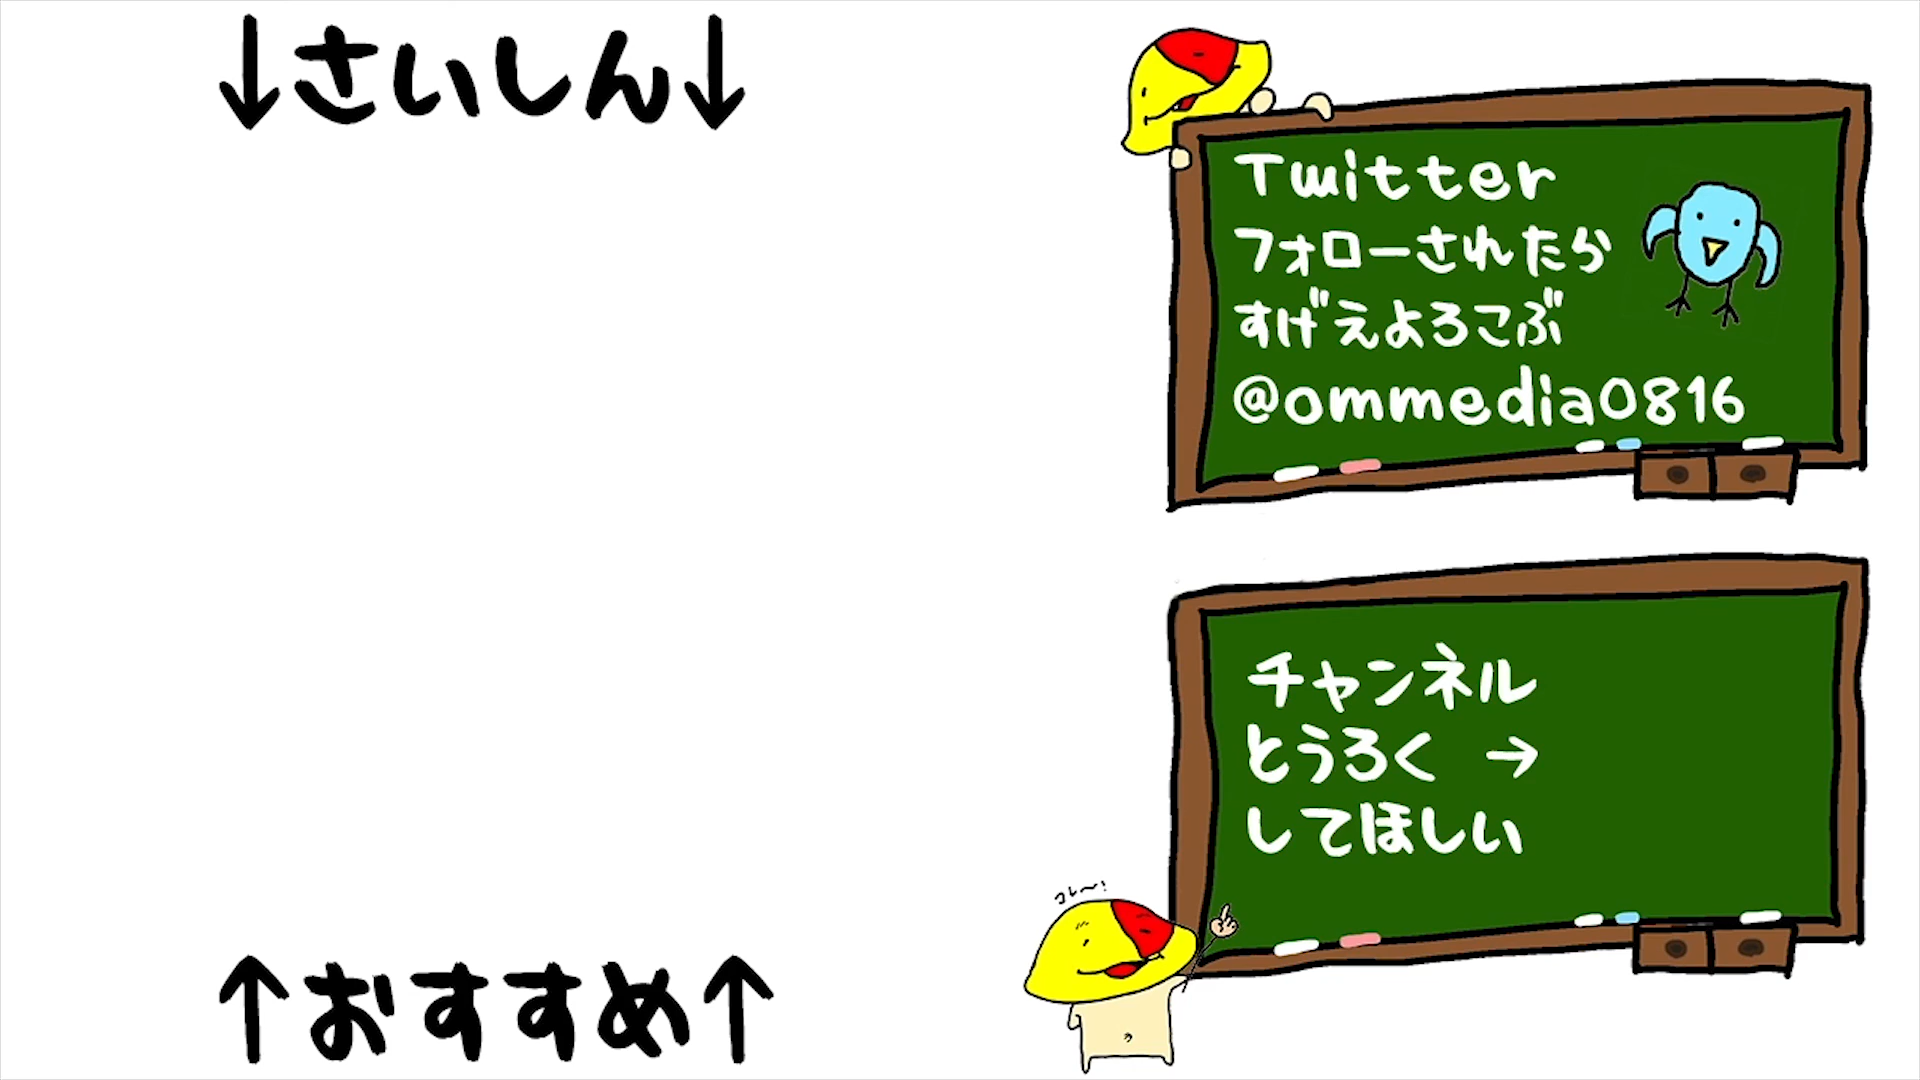 ↓さいしん↓
Twitter
フォローされたら
すげえよろこぶ
@ommedia0816
チャンネル
とうろく →
してほしい
コレ〜!
↑おすすめ↑